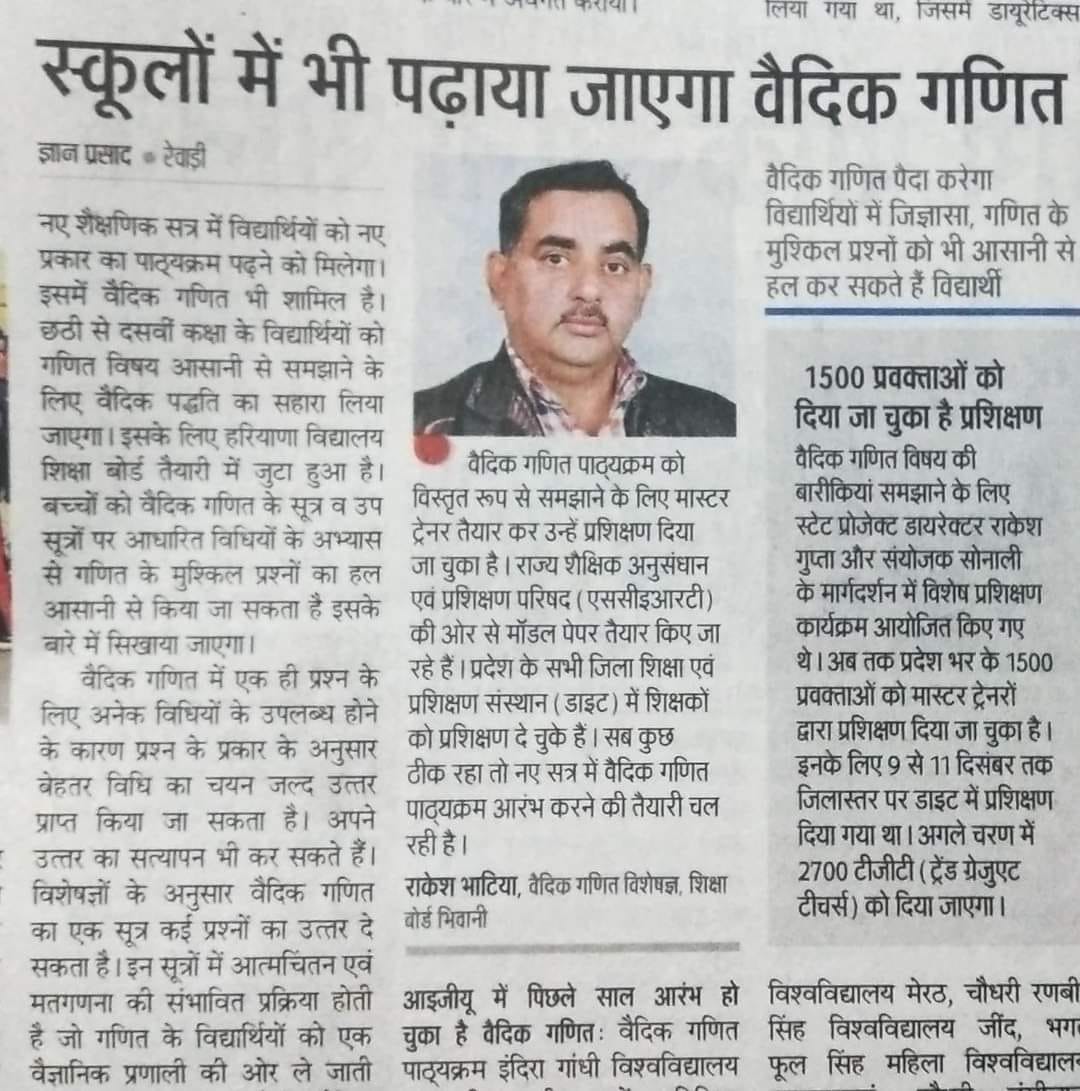 लिया गया था, जिसमें डायूरेटिक्स
स्कूलों में भी पढ़ाया जाएगा वैदिक गणित
ज्ञान प्रसाद • रेवाड़ी
नए शैक्षणिक सत्र में विद्यार्थियों को नए
प्रकार का पाठ्यक्रम पढ़ने को मिलेगा।
इसमें वैदिक गणित भी शामिल है।
छठी से दसवीं कक्षा के विद्यार्थियों को
गणित विषय आसानी से समझाने के
लिए वैदिक पद्धति का सहारा लिया
जाएगा। इसके लिए हरियाणा विद्यालय
शिक्षा बोर्ड तैयारी में जुटा हुआ है।
बच्चों को वैदिक गणित के सूत्र व उप
सूत्रों पर आधारित विधियों के अभ्यास
से गणित के मुश्किल प्रश्नों का हल
आसानी से किया जा सकता है इसके
बारे में सिखाया जाएगा।
वैदिक गणित में एक ही प्रश्न के
लिए अनेक विधियों के उपलब्ध होने
के कारण प्रश्न के प्रकार के अनुसार
बेहतर विधि का चयन जल्द उत्तर
प्राप्त किया जा सकता है। अपने
उत्तर का सत्यापन भी कर सकते हैं।
विशेषज्ञों के अनुसार वैदिक गणित
का एक सूत्र कई प्रश्नों का उत्तर दे
सकता है। इन सूत्रों में आत्मचिंतन एवं
मतगणना की संभावित प्रक्रिया होती
है जो गणित के विद्यार्थियों को एक
वैज्ञानिक प्रणाली की ओर ले जाती
वैदिक गणित पाठ्यक्रम को
विस्तृत रूप से समझाने के लिए मास्टर
ट्रेनर तैयार कर उन्हें प्रशिक्षण दिया
जा चुका है। राज्य शैक्षिक अनुसंधान
एवं प्रशिक्षण परिषद (एससीइआरटी)
की ओर से मॉडल पेपर तैयार किए जा
रहे हैं। प्रदेश के सभी जिला शिक्षा एवं
प्रशिक्षण संस्थान (डाइट) में शिक्षकों
को प्रशिक्षण दे चुके हैं। सब कुछ
ठीक रहा तो नए सत्र में वैदिक गणित
पाठ्यक्रम आरंभ करने की तैयारी चल
रही है।
राकेश भाटिया, वैदिक गणित विशेषज्ञ, शिक्षा
बोर्ड भिवानी
आइजीयू में पिछले साल आरंभ हो
चुका है वैदिक गणित: वैदिक गणित
पाठ्यक्रम इंदिरा गांधी विश्वविद्यालय
वैदिक गणित पैदा करेगा
विद्यार्थियों में जिज्ञासा, गणित के
मुश्किल प्रश्नों को भी आसानी से
हल कर सकते हैं विद्यार्थी
1500 प्रवक्ताओं को
दिया जा चुका है प्रशिक्षण
वैदिक गणित विषय की
बारीकियां समझाने के लिए
स्टेट प्रोजेक्ट डायरेक्टर राकेश
गुप्ता और संयोजक सोनाली
के मार्गदर्शन में विशेष प्रशिक्षण
कार्यक्रम आयोजित किए गए
थे। अब तक प्रदेश भर के 1500
प्रवक्ताओं को मास्टर ट्रेनरों
द्वारा प्रशिक्षण दिया जा चुका है।
इनके लिए 9 से 11 दिसंबर तक
जिलास्तर पर डाइट में प्रशिक्षण
दिया गया था। अगले चरण में
2700 टीजीटी (ट्रेंड ग्रेजुएट
टीचर्स) को दिया जाएगा।
विश्वविद्यालय मेरठ, चौधरी रणबी
सिंह विश्वविद्यालय जींद, भग
फूल सिंह महिला विश्वविद्यालय